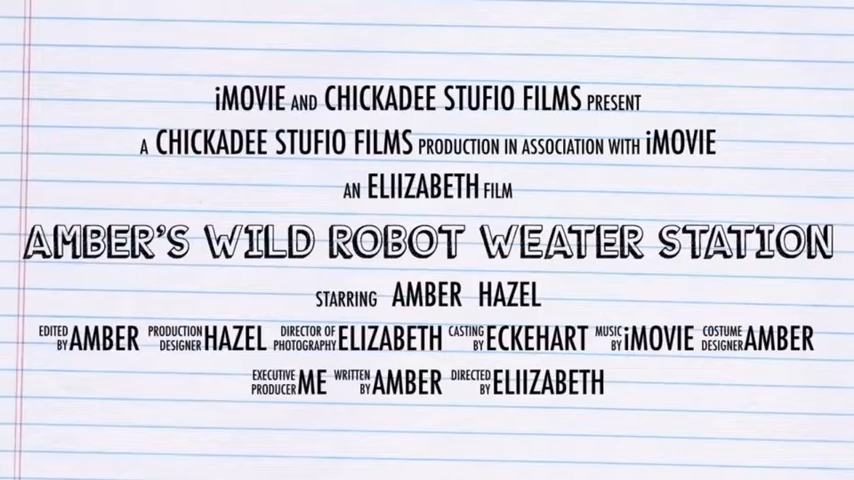 iMOVIE AND CHICKADEE STUFIO FILMS PRESENT
A CHICKADEE STUFIO FILMS PRODUCTION IN ASSOCIATION WITH iMOVIE
AN ELIIZABETH FILM
AMBER'S WILD ROBOT WEATER STATION
STARRING AMBER HAZEL
EDITED BY AMBER PRODUCTION DESIGNER HAZEL DIRECTOR OF PHOTOGRAPHY ELIZABETH CASTING BY ECKEHART MUSIC BY iMOVIE COSTUME DESIGNER AMBER
EXECUTIVE PRODUCER ME WRITTEN BY AMBER DIRECTED BY ELIIZABETH